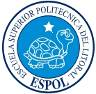 ESCUELA SUPERIOR POLITECNICA DEL LITORAL
ESPOL